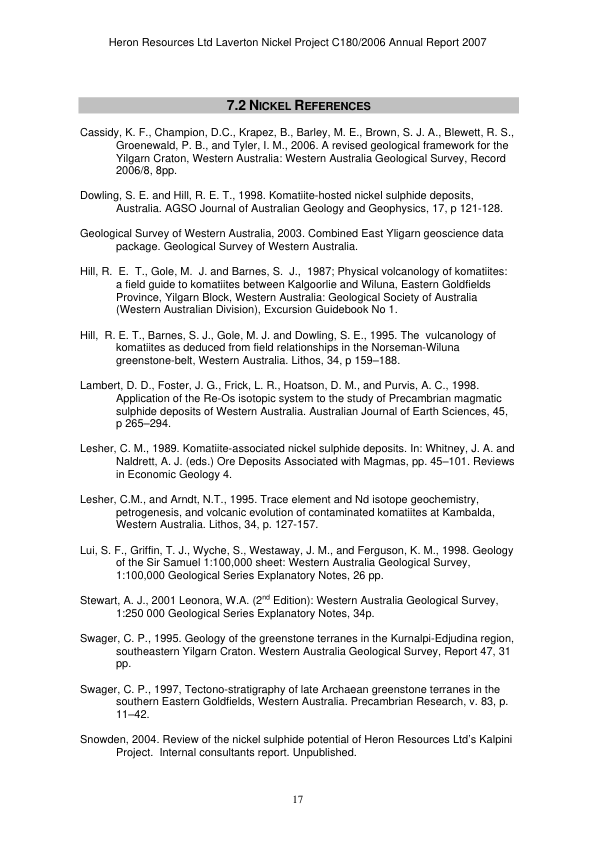 Heron Resources Ltd Laverton Nickel Project C180/2006 Annual Report 2007
7.2 NICKEL REFERENCES
Cassidy, K. F., Champion, D.C., Krapez, B., Barley, M. E., Brown, S. J. A., Blewett, R. S.,
Groenewald, P. B., and Tyler, I. M., 2006. A revised geological framework for the
Yilgarn Craton, Western Australia: Western Australia Geological Survey, Record
2006/8, 8pp.
Dowling, S. E. and Hill, R. E. T., 1998. Komatiite-hosted nickel sulphide deposits,
Australia. AGSO Journal of Australian Geology and Geophysics, 17, p 121-128.
Geological Survey of Western Australia, 2003. Combined East Yligarn geoscience data
package. Geological Survey of Western Australia.
Hill, R. E. T., Gole, M. J. and Barnes, S. J., 1987; Physical volcanology of komatiites:
a field guide to komatiites between Kalgoorlie and Wiluna, Eastern Goldfields
Province, Yilgarn Block, Western Australia: Geological Society of Australia
(Western Australian Division), Excursion Guidebook No 1.
Hill, R. E. T., Barnes, S. J., Gole, M. J. and Dowling, S. E., 1995. The vulcanology of
komatiites as deduced from field relationships in the Norseman-Wiluna
greenstone-belt, Western Australia. Lithos, 34, p 159–188.
Lambert, D. D., Foster, J. G., Frick, L. R., Hoatson, D. M., and Purvis, A. C., 1998.
Application of the Re-Os isotopic system to the study of Precambrian magmatic
sulphide deposits of Western Australia. Australian Journal of Earth Sciences, 45,
p 265–294.
Lesher, C. M., 1989. Komatiite-associated nickel sulphide deposits. In: Whitney, J. A. and
Naldrett, A. J. (eds.) Ore Deposits Associated with Magmas, pp. 45–101. Reviews
in Economic Geology 4.
Lesher, C.M., and Arndt, N.T., 1995. Trace element and Nd isotope geochemistry,
petrogenesis, and volcanic evolution of contaminated komatiites at Kambalda,
Western Australia. Lithos, 34, p. 127-157.
Lui, S. F., Griffin, T. J., Wyche, S., Westaway, J. M., and Ferguson, K. M., 1998. Geology
of the Sir Samuel 1:100,000 sheet: Western Australia Geological Survey,
1:100,000 Geological Series Explanatory Notes, 26 pp.
Stewart, A. J., 2001 Leonora, W.A. (2nd Edition): Western Australia Geological Survey,
1:250 000 Geological Series Explanatory Notes, 34p.
Swager, C. P., 1995. Geology of the greenstone terranes in the Kurnalpi-Edjudina region,
southeastern Yilgarn Craton. Western Australia Geological Survey, Report 47, 31
pp.
Swager, C. P., 1997, Tectono-stratigraphy of late Archaean greenstone terranes in the
southern Eastern Goldfields, Western Australia. Precambrian Research, v. 83, p.
11–42.
Snowden, 2004. Review of the nickel sulphide potential of Heron Resources Ltd's Kalpini
Project. Internal consultants report. Unpublished.
17